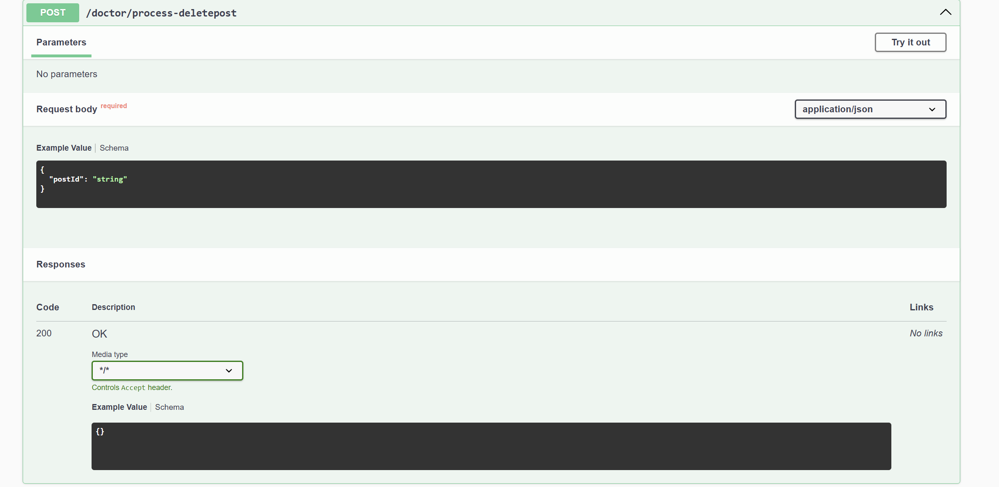 POST /doctor/process-deletepost
Parameters
Try it out
No parameters
Request body required
application/json
Example Value Schema
{
"postId": "string"
}
Responses
Code Description Links
200 OK No links
Media type
*/*
Controls Accept header.
Example Value Schema
{}